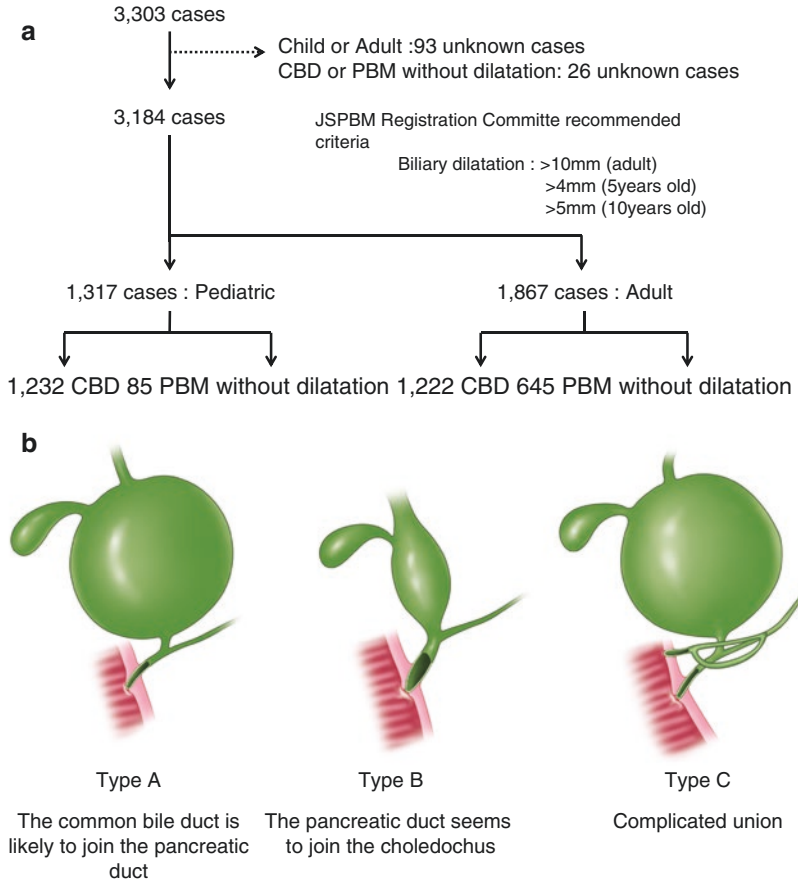 a
3,303 cases
Child or Adult :93 unknown cases
CBD or PBM without dilatation: 26 unknown cases
3,184 cases
JSPBM Registration Committe recommended
criteria
Biliary dilatation : >10mm (adult)
>4mm (5years old)
>5mm (10years old)
1,317 cases : Pediatric
1,867 cases : Adult
1,232 CBD 85 PBM without dilatation 1,222 CBD 645 PBM without dilatation
b
Type A
The common bile duct is
likely to join the pancreatic
duct
Type B
The pancreatic duct seems
to join the choledochus
Type C
Complicated union